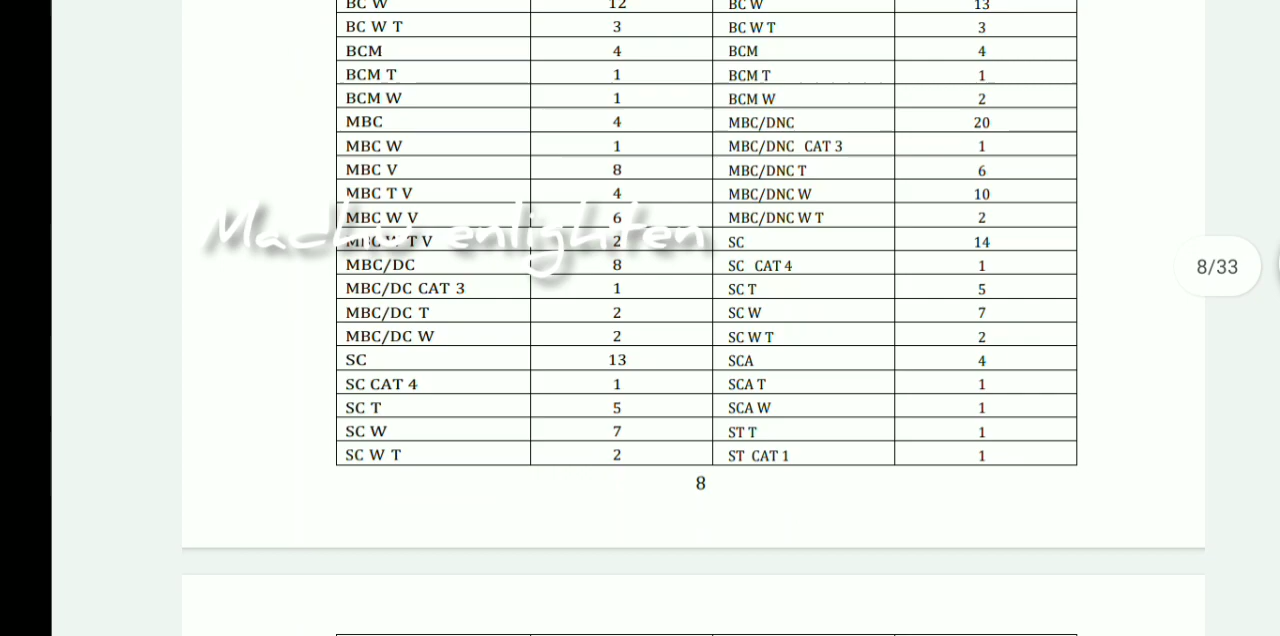 BC W 12 BC W 13
BC W T 3 BC W T 3
BCM 4 BCM 4
BCM T 1 BCM T 1
BCM W 1 BCM W 2
MBC 4 MBC/DNC 20
MBC W 1 MBC/DNC CAT 3 1
MBC V 8 MBC/DNC T 6
MBC T V 4 MBC/DNC W 10
MBC W V 6 MBC/DNC W T 2
MBC W T V 2 SC 14
MBC/DC 8 SC CAT 4 1
MBC/DC CAT 3 1 SC T 5
MBC/DC T 2 SC W 7
MBC/DC W 2 SC W T 2
SC 13 SCA 4
SC CAT 4 1 SCA T 1
SC T 5 SCA W 1
SC W 7 ST T 1
SC W T 2 ST CAT 1 1
8
8/33
enlighten